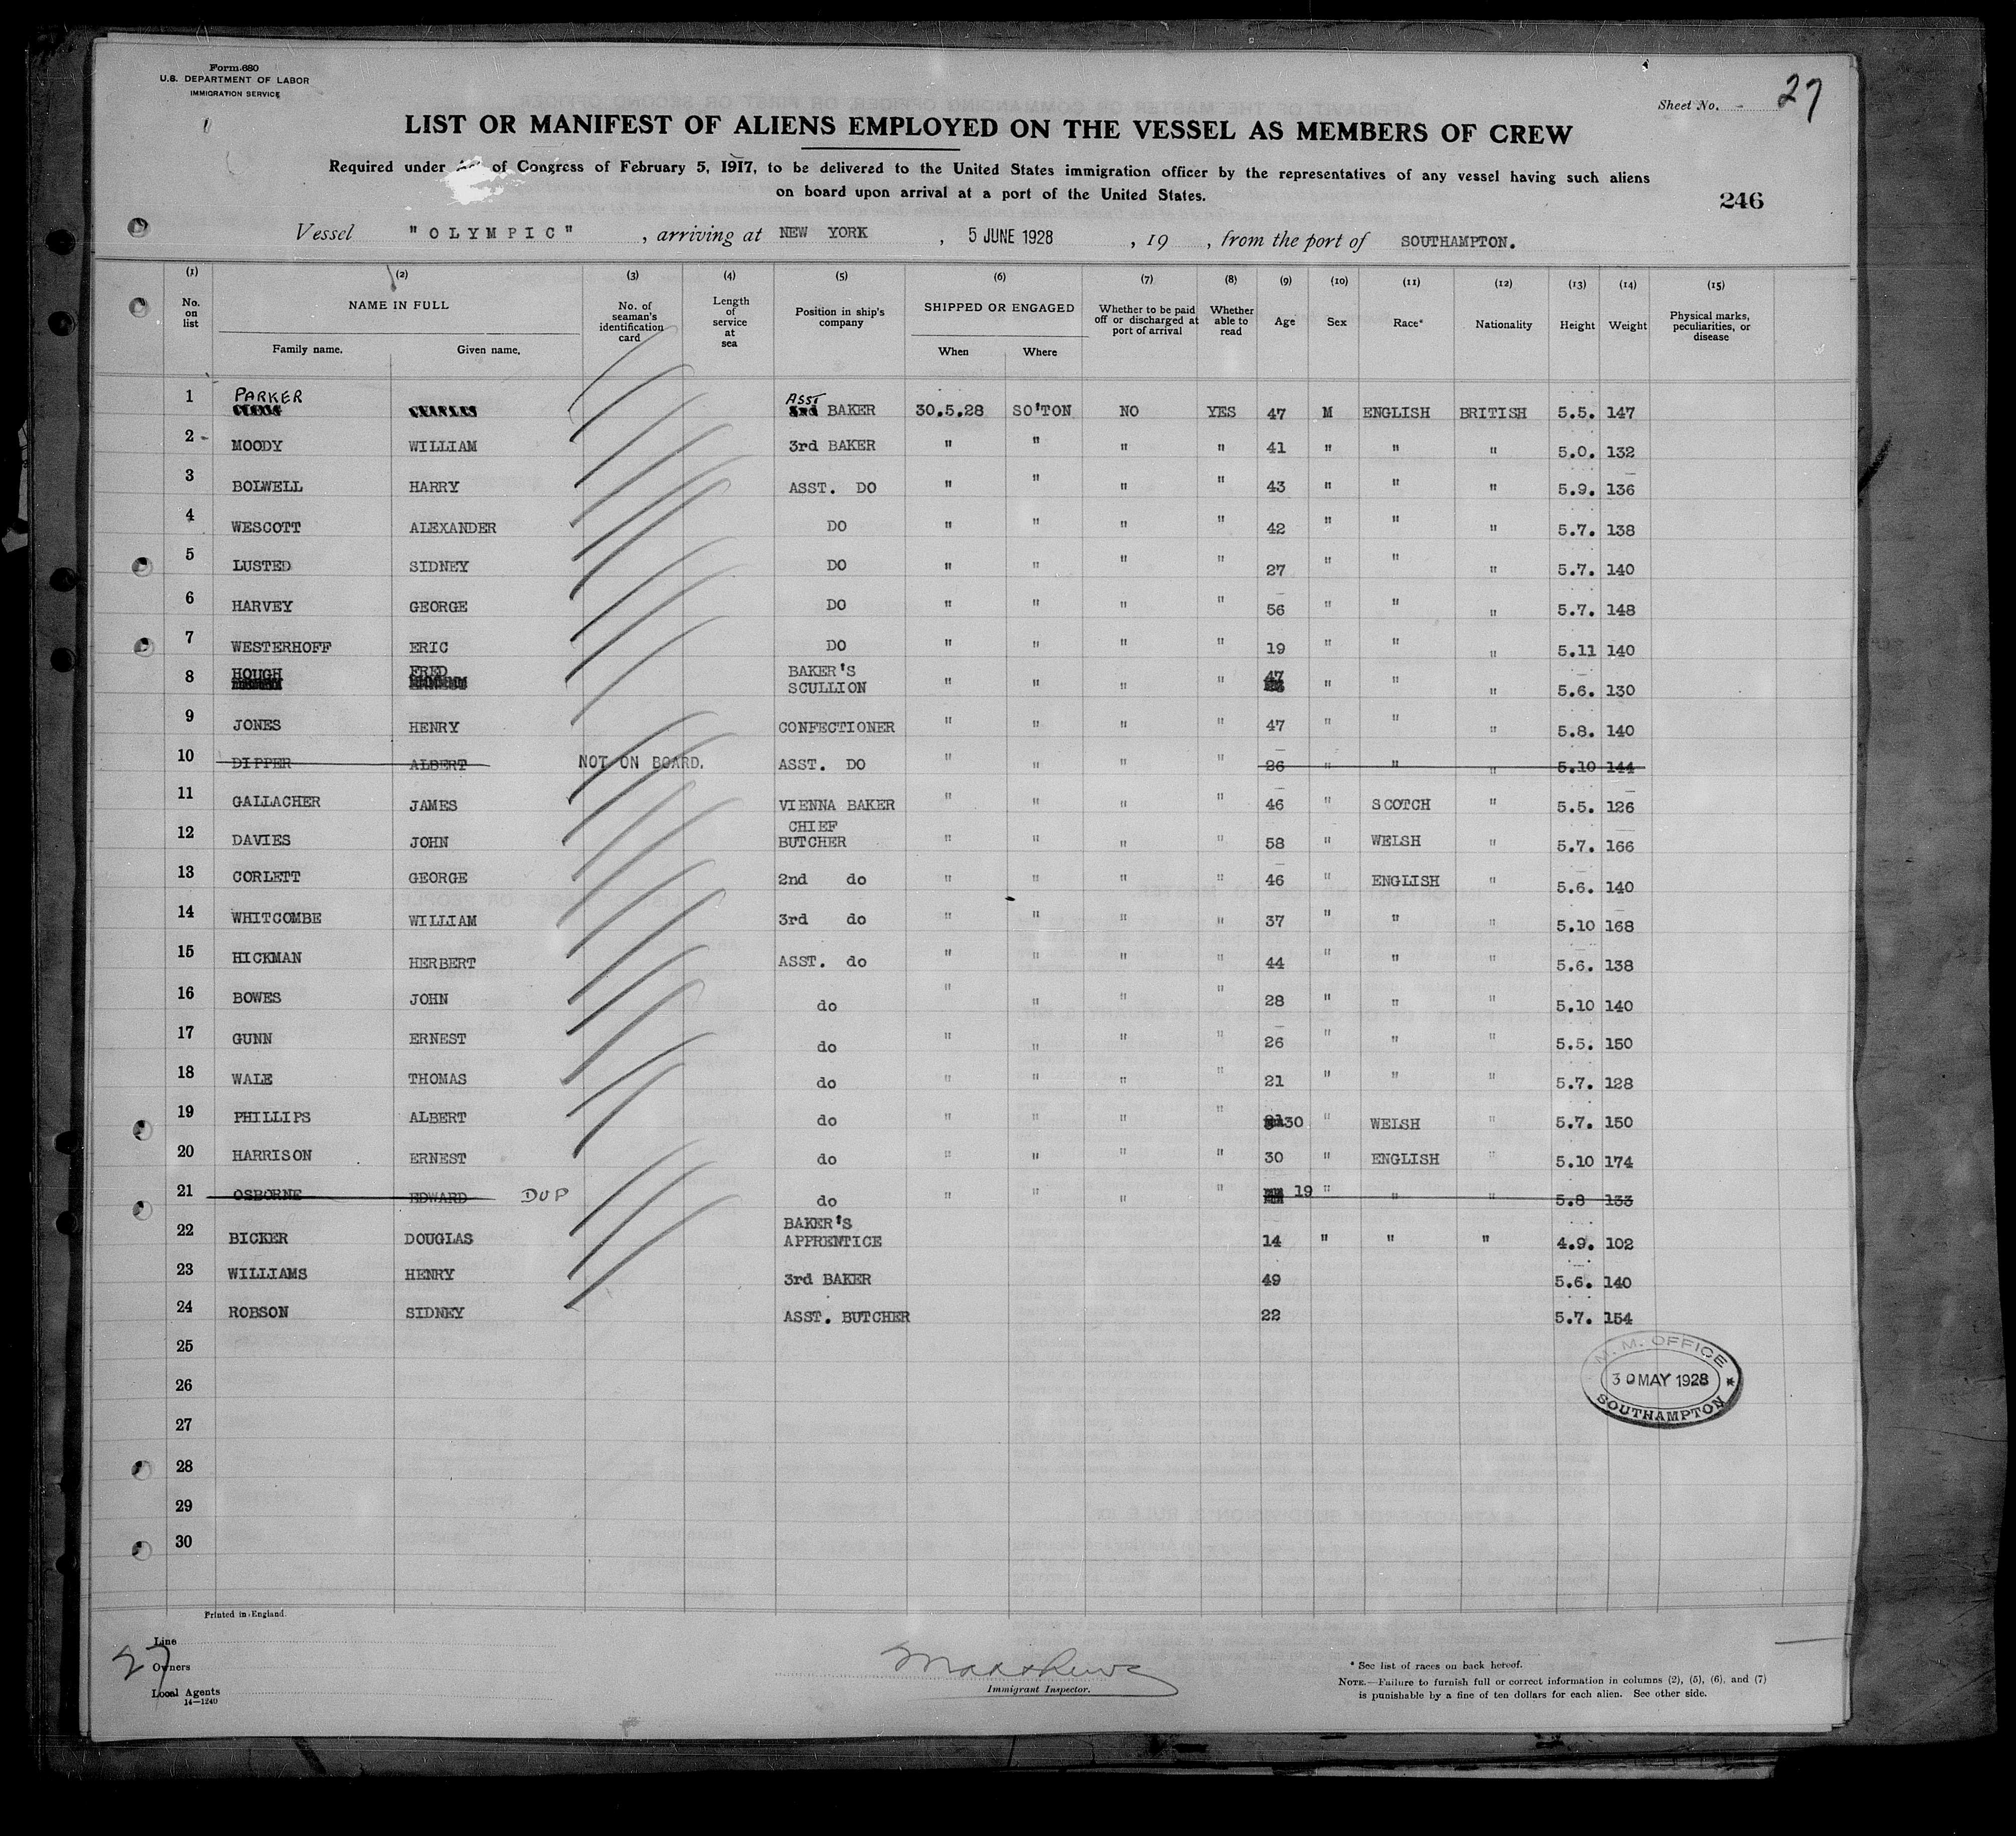 Form 680
U.S. DEPARTMENT OF LABOR
IMMIGRATION SERVICE
Sheet No. 27
LIST OR MANIFEST OF ALIENS EMPLOYED ON THE VESSEL AS MEMBERS OF CREW
Required under Act of Congress of February 5, 1917, to be delivered to the United States immigration officer by the representatives of any vessel having such aliens
on board upon arrival at a port of the United States.
246
Vessel "OLYMPIC" , arriving at NEW YORK , 5 JUNE 1928 , 19 , from the port of SOUTHAMPTON.
(1) (2) (3) (4) (5) (6) (7) (8) (9) (10) (11) (12) (13) (14) (15)
No. on list NAME IN FULL Family name. Given name. No. of seaman's identification card Length of service at sea Position in ship's company SHIPPED OR ENGAGED When Where Whether to be paid off or discharged at port of arrival Whether able to read Age Sex Race* Nationality Height Weight Physical marks, peculiarities, or disease
1 PARKER CHARLES ASST BAKER 30.5.28 SO'TON NO YES 47 M ENGLISH BRITISH 5.5. 147
2 MOODY WILLIAM 3rd BAKER " " " " 41 " " " 5.0. 132
3 BOLWELL HARRY ASST. DO " " " " 43 " " " 5.9. 136
4 WESCOTT ALEXANDER DO " " " " 42 " " " 5.7. 138
5 LUSTED SIDNEY DO " " " " 27 " " " 5.7. 140
6 HARVEY GEORGE DO " " " " 56 " " " 5.7. 148
7 WESTERHOFF ERIC DO " " " " 19 " " " 5.11 140
8 HOUGH FRED BAKER'S SCULLION " " " " 47 " " " 5.6. 130
9 JONES HENRY CONFECTIONER " " " " 47 " " " 5.8. 140
10 DIPPER ALBERT NOT ON BOARD. ASST. DO " " " " 26 " " " 5.10 144
11 GALLACHER JAMES VIENNA BAKER " " " " 46 " SCOTCH " 5.5. 126
12 DAVIES JOHN CHIEF BUTCHER " " " " 58 " WELSH " 5.7. 166
13 CORLETT GEORGE 2nd do " " " " 46 " ENGLISH " 5.6. 140
14 WHITCOMBE WILLIAM 3rd do " " " " 37 " " " 5.10 168
15 HICKMAN HERBERT ASST. do " " " " 44 " " " 5.6. 138
16 BOWES JOHN do " " " " 28 " " " 5.10 140
17 GUNN ERNEST do " " " " 26 " " " 5.5. 150
18 WALE THOMAS do " " " " 21 " " " 5.7. 128
19 PHILLIPS ALBERT do " " " " 30 " WELSH " 5.7. 150
20 HARRISON ERNEST do " " " " 30 " ENGLISH " 5.10 174
21 OSBORNE EDWARD DUP do " " " " 19 " " " 5.8 133
22 BICKER DOUGLAS BAKER'S APPRENTICE 14 " " " 4.9. 102
23 WILLIAMS HENRY 3rd BAKER 49 5.6. 140
24 ROBSON SIDNEY ASST. BUTCHER 22 5.7. 154
25
26
27
28
29
30
M. M. OFFICE
30 MAY 1928
SOUTHAMPTON
Printed in England.
Line
27
Owners
Local Agents
14—1240
Immigrant Inspector.
* See list of races on back hereof.
NOTE.—Failure to furnish full or correct information in columns (2), (5), (6), and (7)
is punishable by a fine of ten dollars for each alien. See other side.